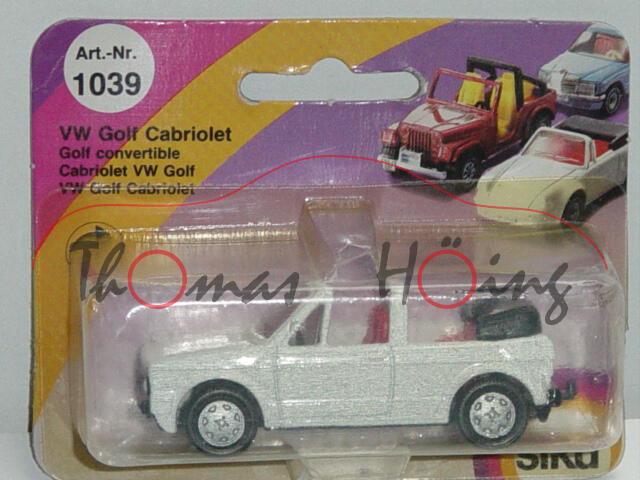 Art.-Nr.
1039
VW Golf Cabriolet
Golf convertible
Cabriolet VW Golf
VW Golf Cabriolet
Thomas Höing
siku